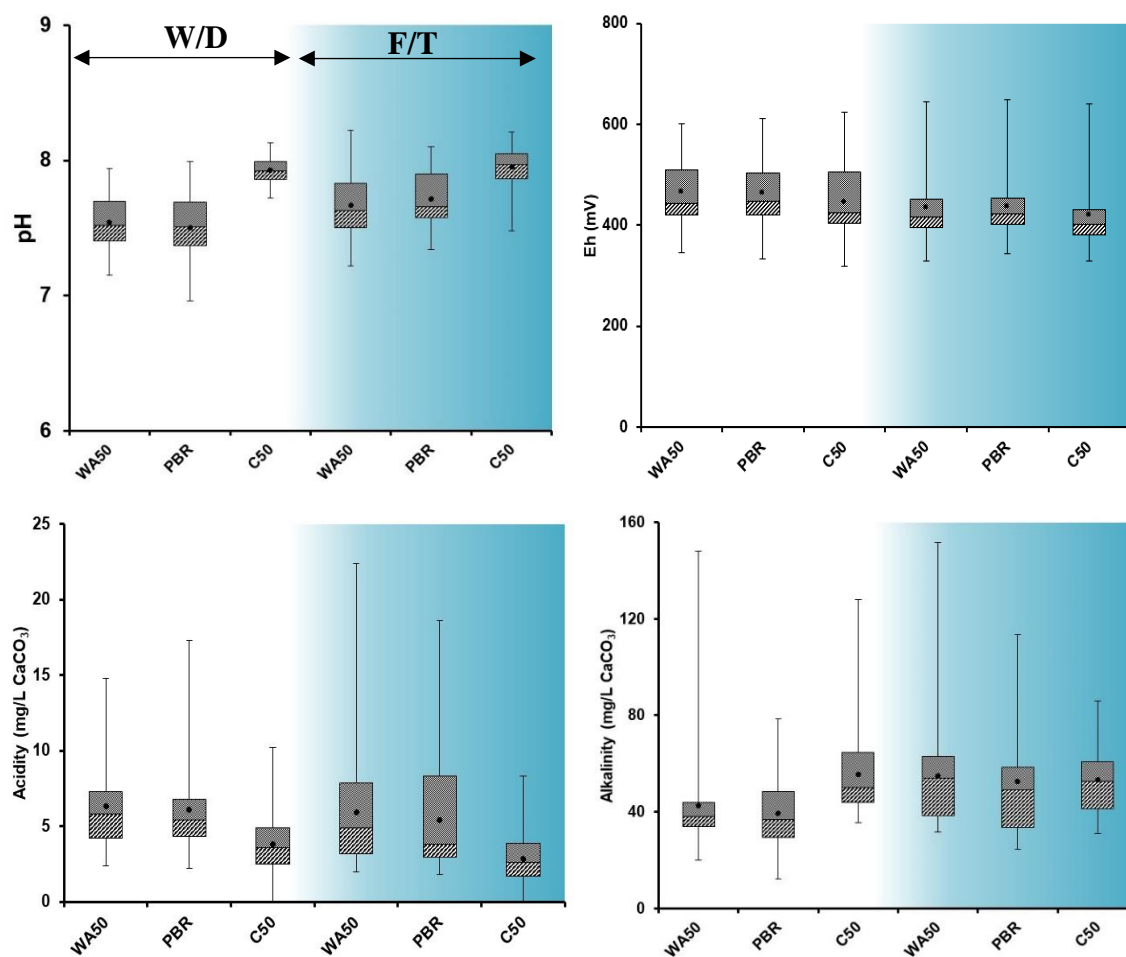 9
8
7
6
pH
W/D
F/T
WA50
PBR
C50
WA50
PBR
C50
800
600
400
200
0
Eh (mV)
WA50
PBR
C50
WA50
PBR
C50
25
20
15
10
5
0
Acidity (mg/L CaCO₃)
WA50
PBR
C50
WA50
PBR
C50
160
120
80
40
0
Alkalinity (mg/L CaCO₃)
WA50
PBR
C50
WA50
PBR
C50